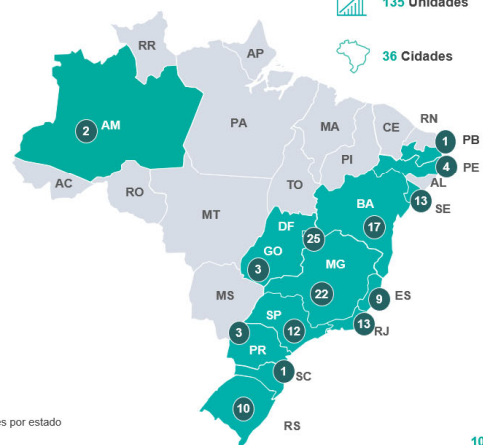 135 Unidades
36 Cidades
RR
AP
AM
2
PA
MA
CE
RN
1
PB
PI
4
PE
AC
RO
TO
AL
BA
13
SE
MT
DF
17
25
GO
3
MG
MS
22
9
ES
SP
3
12
13
RJ
PR
1
SC
10
RS
es por estado
10